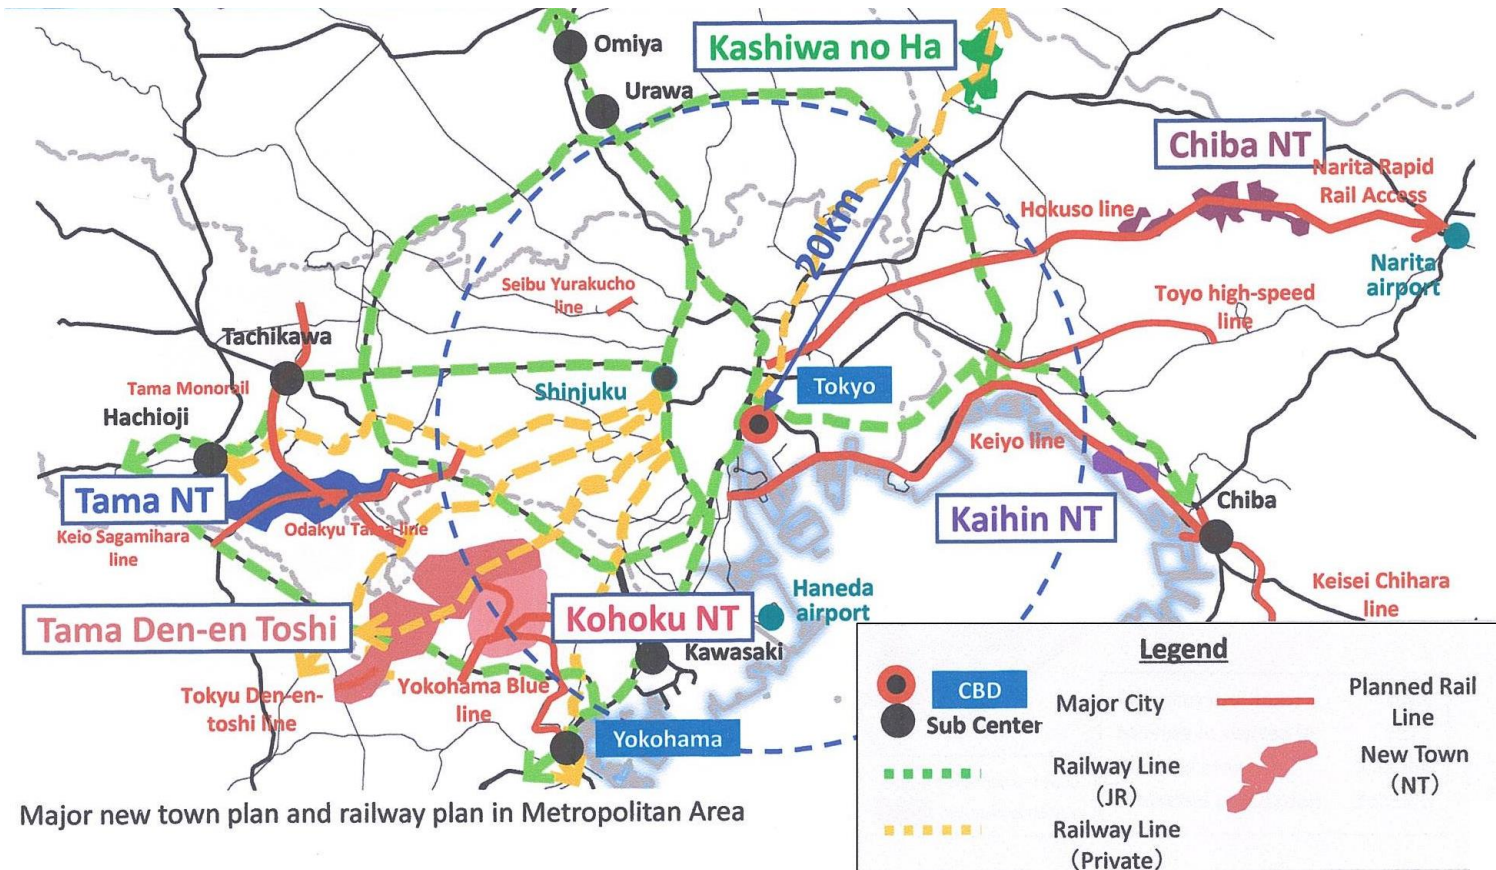 Omiya
Kashiwa no Ha
Urawa
Chiba NT
Narita Rapid
Rail Access
Hokuso line
20km
Narita
airport
Seibu Yurakucho
line
Toyo high-speed
line
Tachikawa
Tama Monorail
Shinjuku
Tokyo
Hachioji
Keiyo line
Tama NT
Kaihin NT
Chiba
Keio Sagamihara
line
Odakyu Tama line
Haneda
airport
Keisei Chihara
line
Tama Den-en Toshi
Kohoku NT
Kawasaki
Tokyu Den-en-
toshi line
Yokohama Blue
line
Yokohama
Major new town plan and railway plan in Metropolitan Area
Legend
CBD
Sub Center
Major City
Planned Rail
Line
Railway Line
(JR)
New Town
(NT)
Railway Line
(Private)